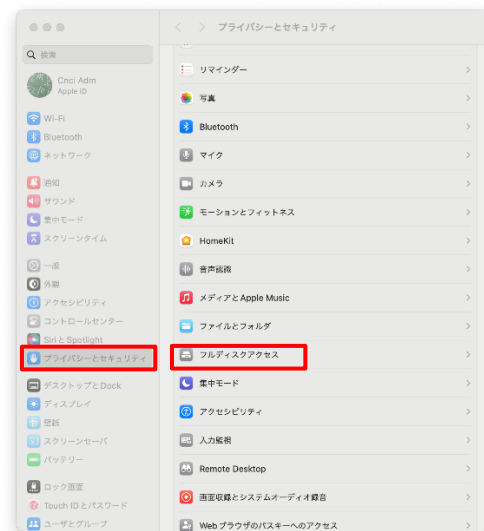 プライバシーとセキュリティ
検索
Cnci Adm
Apple ID
Wi-Fi
Bluetooth
ネットワーク
通知
サウンド
集中モード
スクリーンタイム
一般
外観
アクセシビリティ
コントロールセンター
Siri と Spotlight
プライバシーとセキュリティ
デスクトップとDock
ディスプレイ
壁紙
スクリーンセーバ
バッテリー
ロック画面
Touch ID とパスワード
ユーザとグループ
リマインダー
写真
Bluetooth
マイク
カメラ
モーションとフィットネス
HomeKit
音声認識
メディアと Apple Music
ファイルとフォルダ
フルディスクアクセス
集中モード
アクセシビリティ
入力監視
Remote Desktop
画面収録とシステムオーディオ録音
Web ブラウザのパスキーへのアクセス